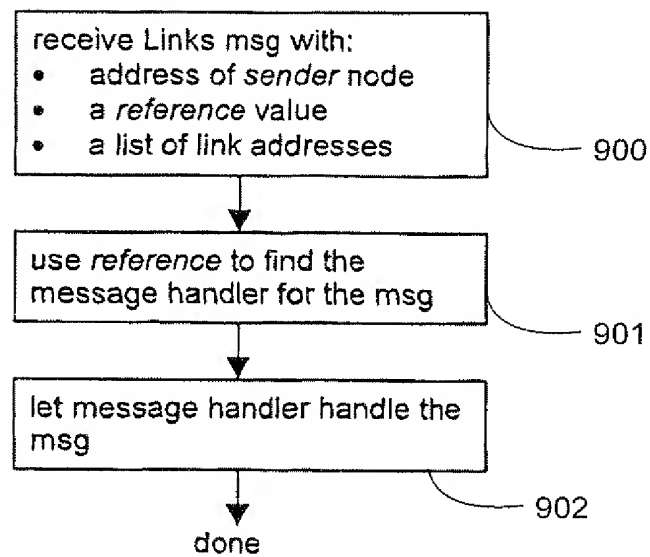 receive Links msg with:
• address of sender node
• a reference value
• a list of link addresses
900
use reference to find the
message handler for the msg
901
let message handler handle the
msg
902
done